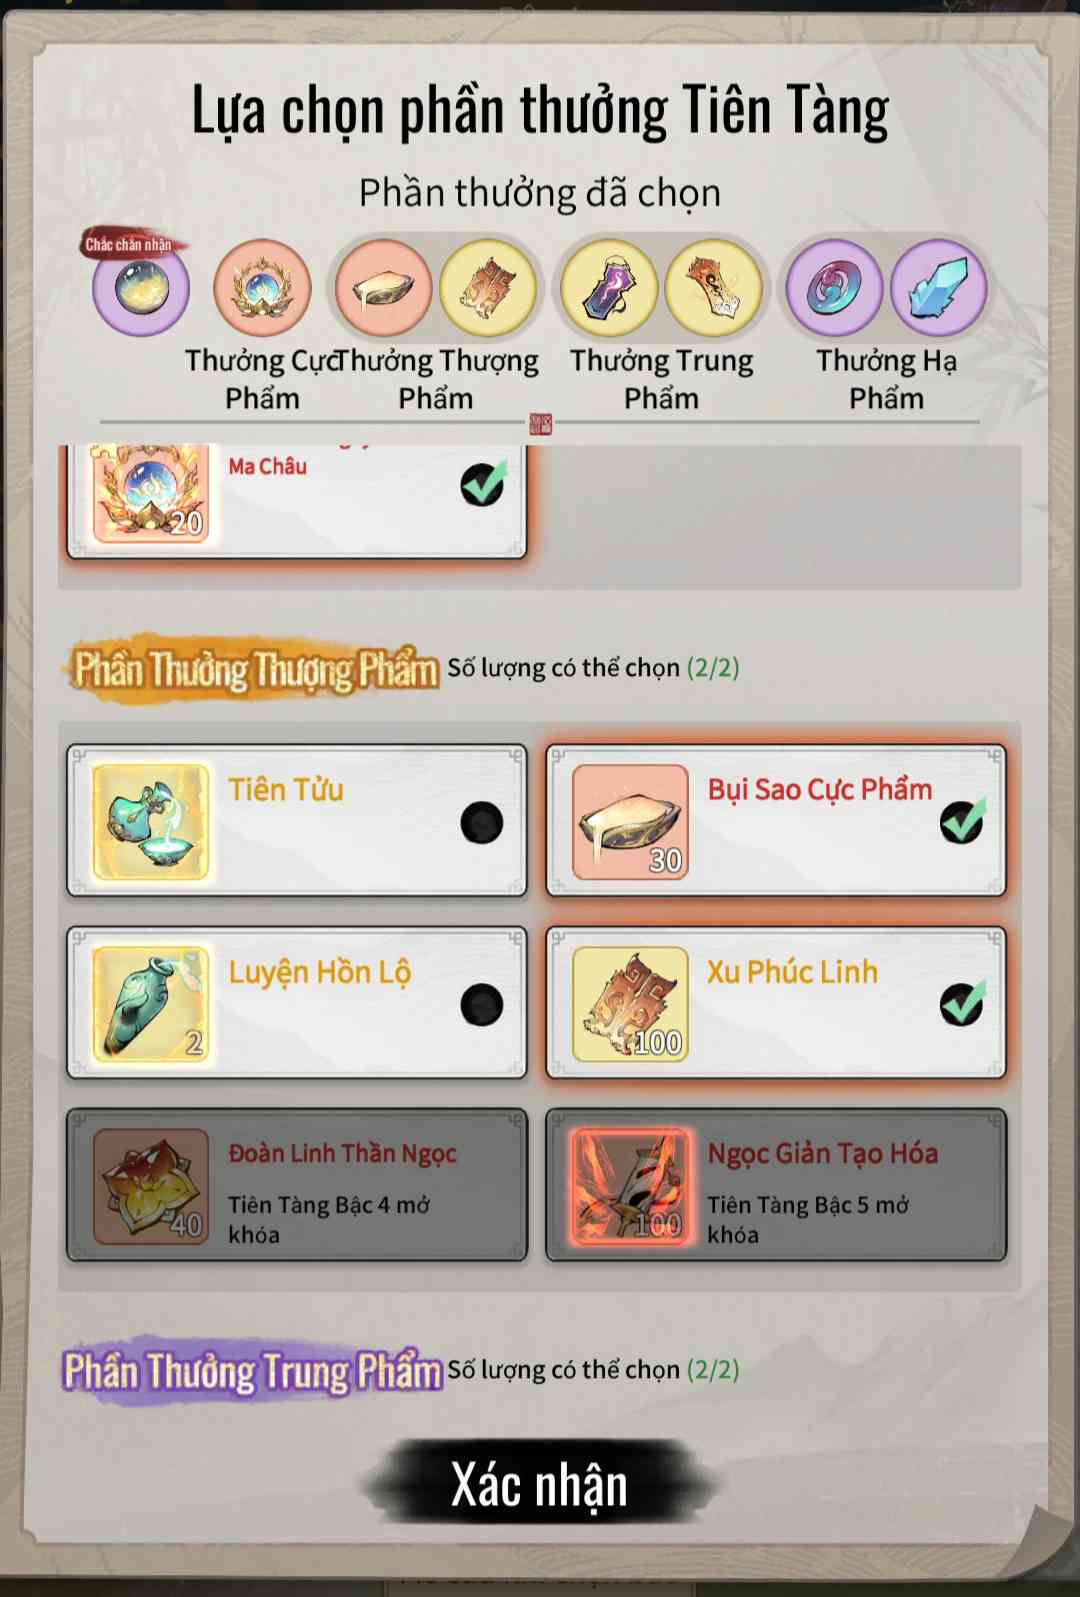 Lựa chọn phần thưởng Tiên Tàng
Phần thưởng đã chọn
Chắc chắn nhận
Thưởng Cực
Phẩm
Thưởng Thượng
Phẩm
Thưởng Trung
Phẩm
Thưởng Hạ
Phẩm
Ma Châu
20
Phần Thưởng Thượng Phẩm Số lượng có thể chọn (2/2)
Tiên Tửu
Bụi Sao Cực Phẩm
30
Luyện Hồn Lộ
2
Xu Phúc Linh
100
Đoàn Linh Thần Ngọc
Tiên Tàng Bậc 4 mở
khóa
40
Ngọc Giản Tạo Hóa
Tiên Tàng Bậc 5 mở
khóa
100
Phần Thưởng Trung Phẩm Số lượng có thể chọn (2/2)
Xác nhận